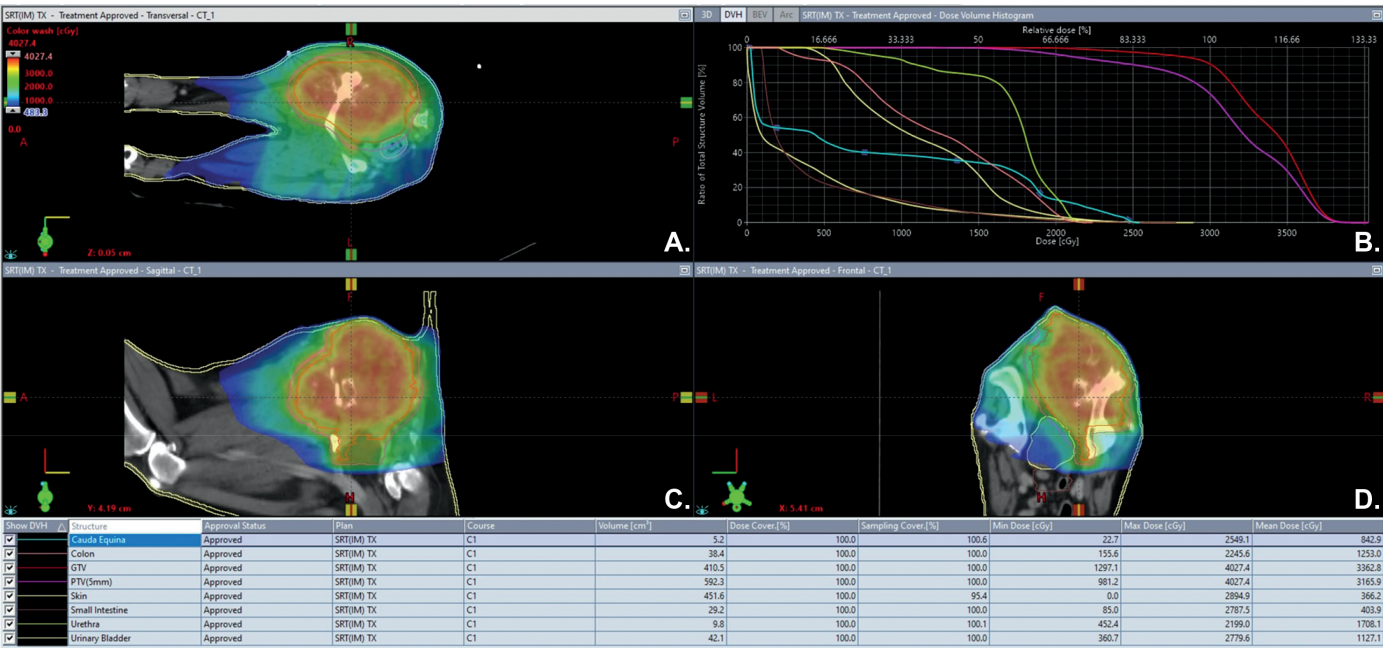 SRT(IM) TX - Treatment Approved - Transversal - CT_1
Color wash [cGy]
4027.4
4027.4
3000.0
2000.0
1000.0
483.3
0.0
R
A
P
L
Z: 0.05 cm
A.
3D DVH BEV Arc SRT(IM) TX - Treatment Approved - Dose Volume Histogram
Relative dose [%]
0 16.666 33.333 50 66.666 83.333 100 116.66 133.33
Ratio of Total Structure Volume [%]
100
80
60
40
20
0
0 500 1000 1500 2000 2500 3000 3500
Dose [cGy]
B.
SRT(IM) TX - Treatment Approved - Sagittal - CT_1
F
A
P
H
Y: 4.19 cm
C.
SRT(IM) TX - Treatment Approved - Frontal - CT_1
F
L
R
H
X: 5.41 cm
D.
Show DVH Structure Approval Status Plan Course Volume [cm³] Dose Cover.[%] Sampling Cover.[%] Min Dose [cGy] Max Dose [cGy] Mean Dose [cGy]
Cauda Equina Approved SRT(IM) TX C1 5.2 100.0 100.6 22.7 2549.1 842.9
Colon Approved SRT(IM) TX C1 38.4 100.0 100.0 155.6 2245.6 1253.0
GTV Approved SRT(IM) TX C1 410.5 100.0 100.0 1297.1 4027.4 3362.8
PTV(5mm) Approved SRT(IM) TX C1 592.3 100.0 100.0 981.2 4027.4 3165.9
Skin Approved SRT(IM) TX C1 451.6 100.0 95.4 0.0 2894.9 366.2
Small Intestine Approved SRT(IM) TX C1 29.2 100.0 100.0 85.0 2787.5 403.9
Urethra Approved SRT(IM) TX C1 9.8 100.0 100.1 452.4 2199.0 1708.1
Urinary Bladder Approved SRT(IM) TX C1 42.1 100.0 100.0 360.7 2779.6 1127.1